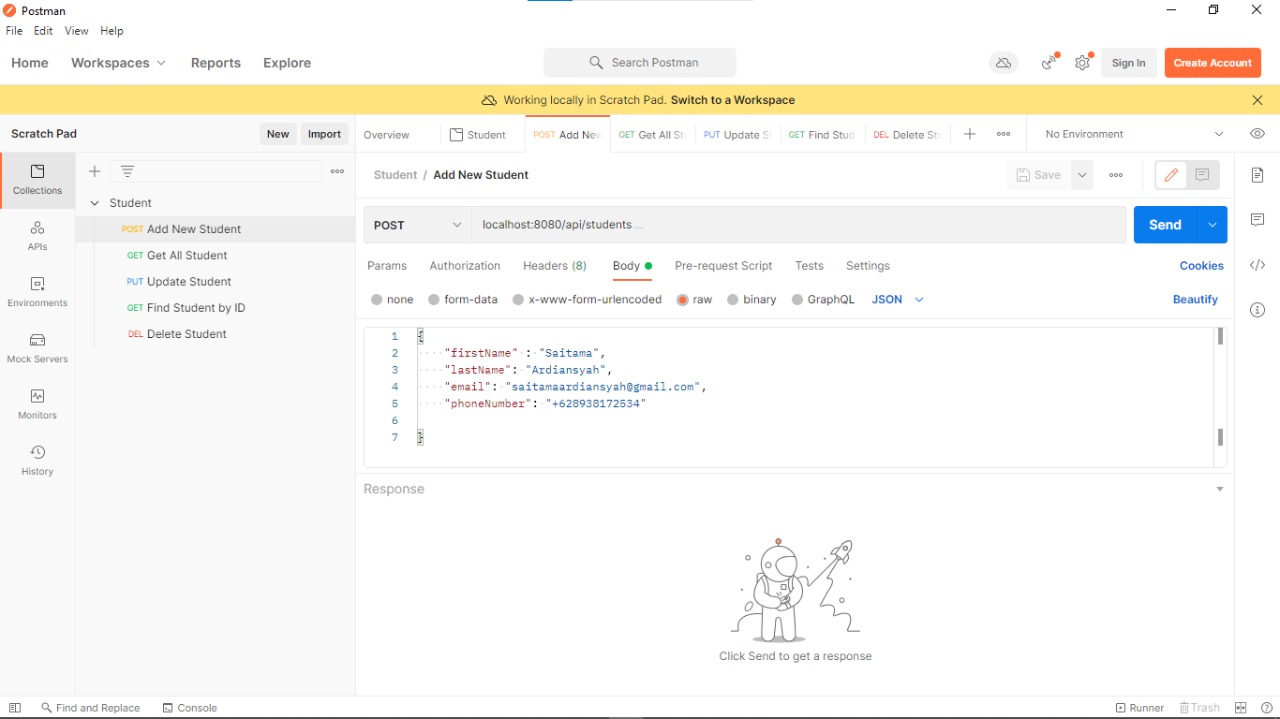 Postman
File Edit View Help
Home Workspaces Reports Explore Search Postman Sign In Create Account
Working locally in Scratch Pad. Switch to a Workspace
Scratch Pad New Import
Overview Student POST Add Nev GET Get All St PUT Update S GET Find Stud DEL Delete Stu No Environment
Collections
APIs
Environments
Mock Servers
Monitors
History
Student
POST Add New Student
GET Get All Student
PUT Update Student
GET Find Student by ID
DEL Delete Student
Student / Add New Student Save
POST localhost:8080/api/students ... Send
Params Authorization Headers (8) Body Pre-request Script Tests Settings Cookies
none form-data x-www-form-urlencoded raw binary GraphQL JSON Beautify
1 {
2 "firstName" : "Saitama",
3 "lastName": "Ardiansyah",
4 "email": "saitamaardiansyah@gmail.com",
5 "phoneNumber": "+628938172534"
6
7 }
Response
Click Send to get a response
Find and Replace Console Runner Trash